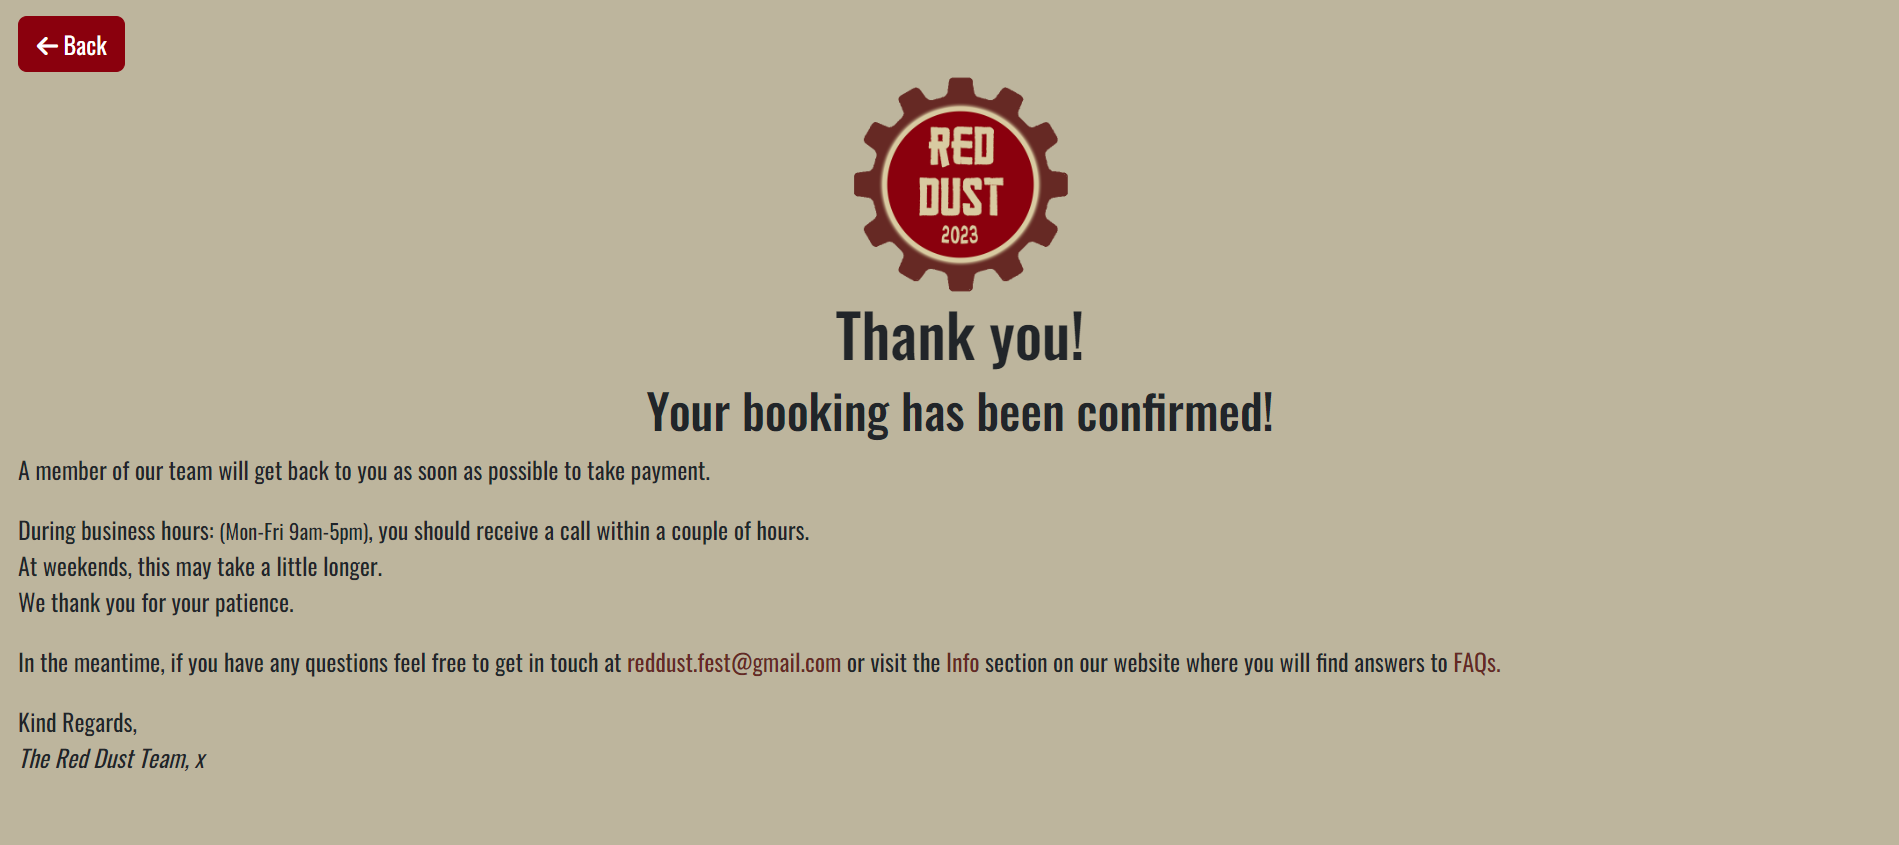 Back
RED
DUST
2023
Thank you!
Your booking has been confirmed!
A member of our team will get back to you as soon as possible to take payment.
During business hours: (Mon-Fri 9am-5pm), you should receive a call within a couple of hours.
At weekends, this may take a little longer.
We thank you for your patience.
In the meantime, if you have any questions feel free to get in touch at reddust.fest@gmail.com or visit the Info section on our website where you will find answers to FAQs.
Kind Regards,
The Red Dust Team, x